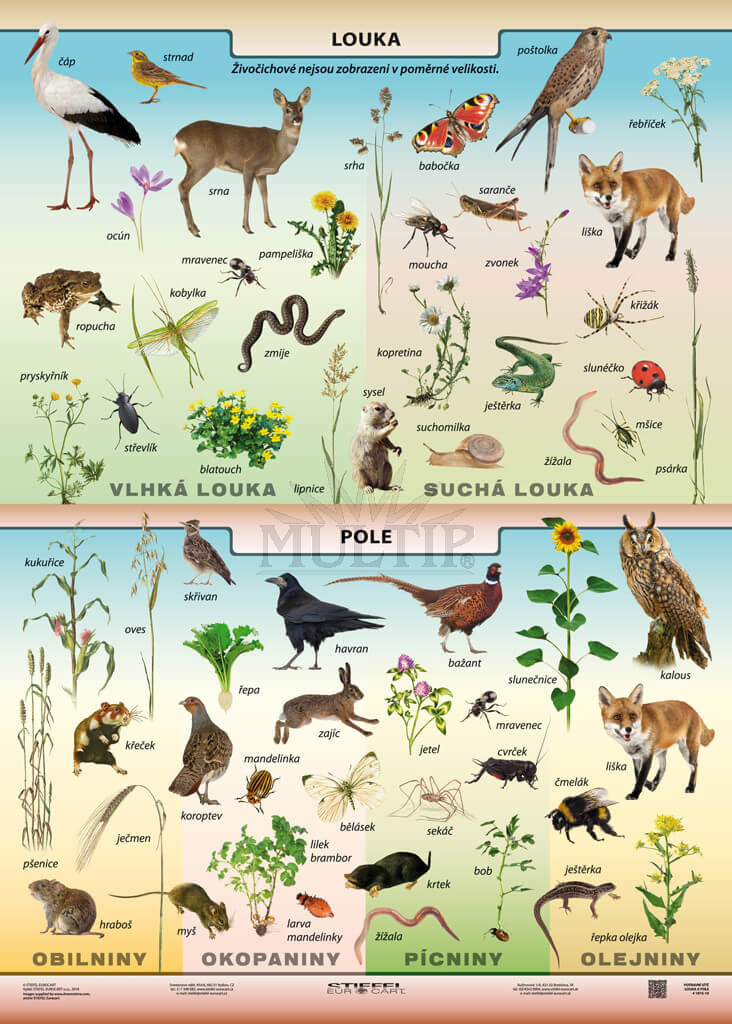 LOUKA
Živočichové nejsou zobrazeni v poměrné velikosti.
čáp
strnad
poštolka
řebříček
srna
srha
babočka
saranče
liška
ocún
mravenec
pampeliška
moucha
zvonek
ropucha
kobylka
zmije
křižák
kopretina
ještěrka
slunéčko
pryskyřník
střevlík
blatouch
lipnice
sysel
suchomilka
žížala
mšice
psárka
VLHKÁ LOUKA
SUCHÁ LOUKA
POLE
MULTIP®
kukuřice
oves
skřivan
havran
bažant
slunečnice
kalous
řepa
křeček
zajíc
jetel
mravenec
liška
koroptev
mandelinka
bělásek
cvrček
sekáč
čmelák
pšenice
ječmen
lilek
brambor
krtek
bob
ještěrka
hraboš
myš
larva
mandelinky
žížala
řepka olejka
OBILNINY
OKOPANINY
PÍCNINY
OLEJNINY
STIEFEL
EUROCART